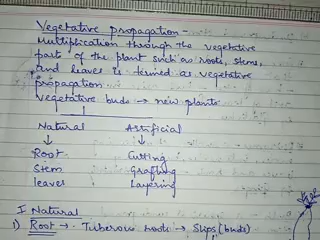 Vegetative propagation -
Multiplication through the vegetative
part of the plant such as roots, stems,
and leaves is termed as vegetative
propagation.
Vegetative buds → new plants
Natural Artificial
↓ ↓
Root Cutting
Stem Grafting
leaves Layering
I Natural
1) Root → Tuberous roots → Slips (buds)